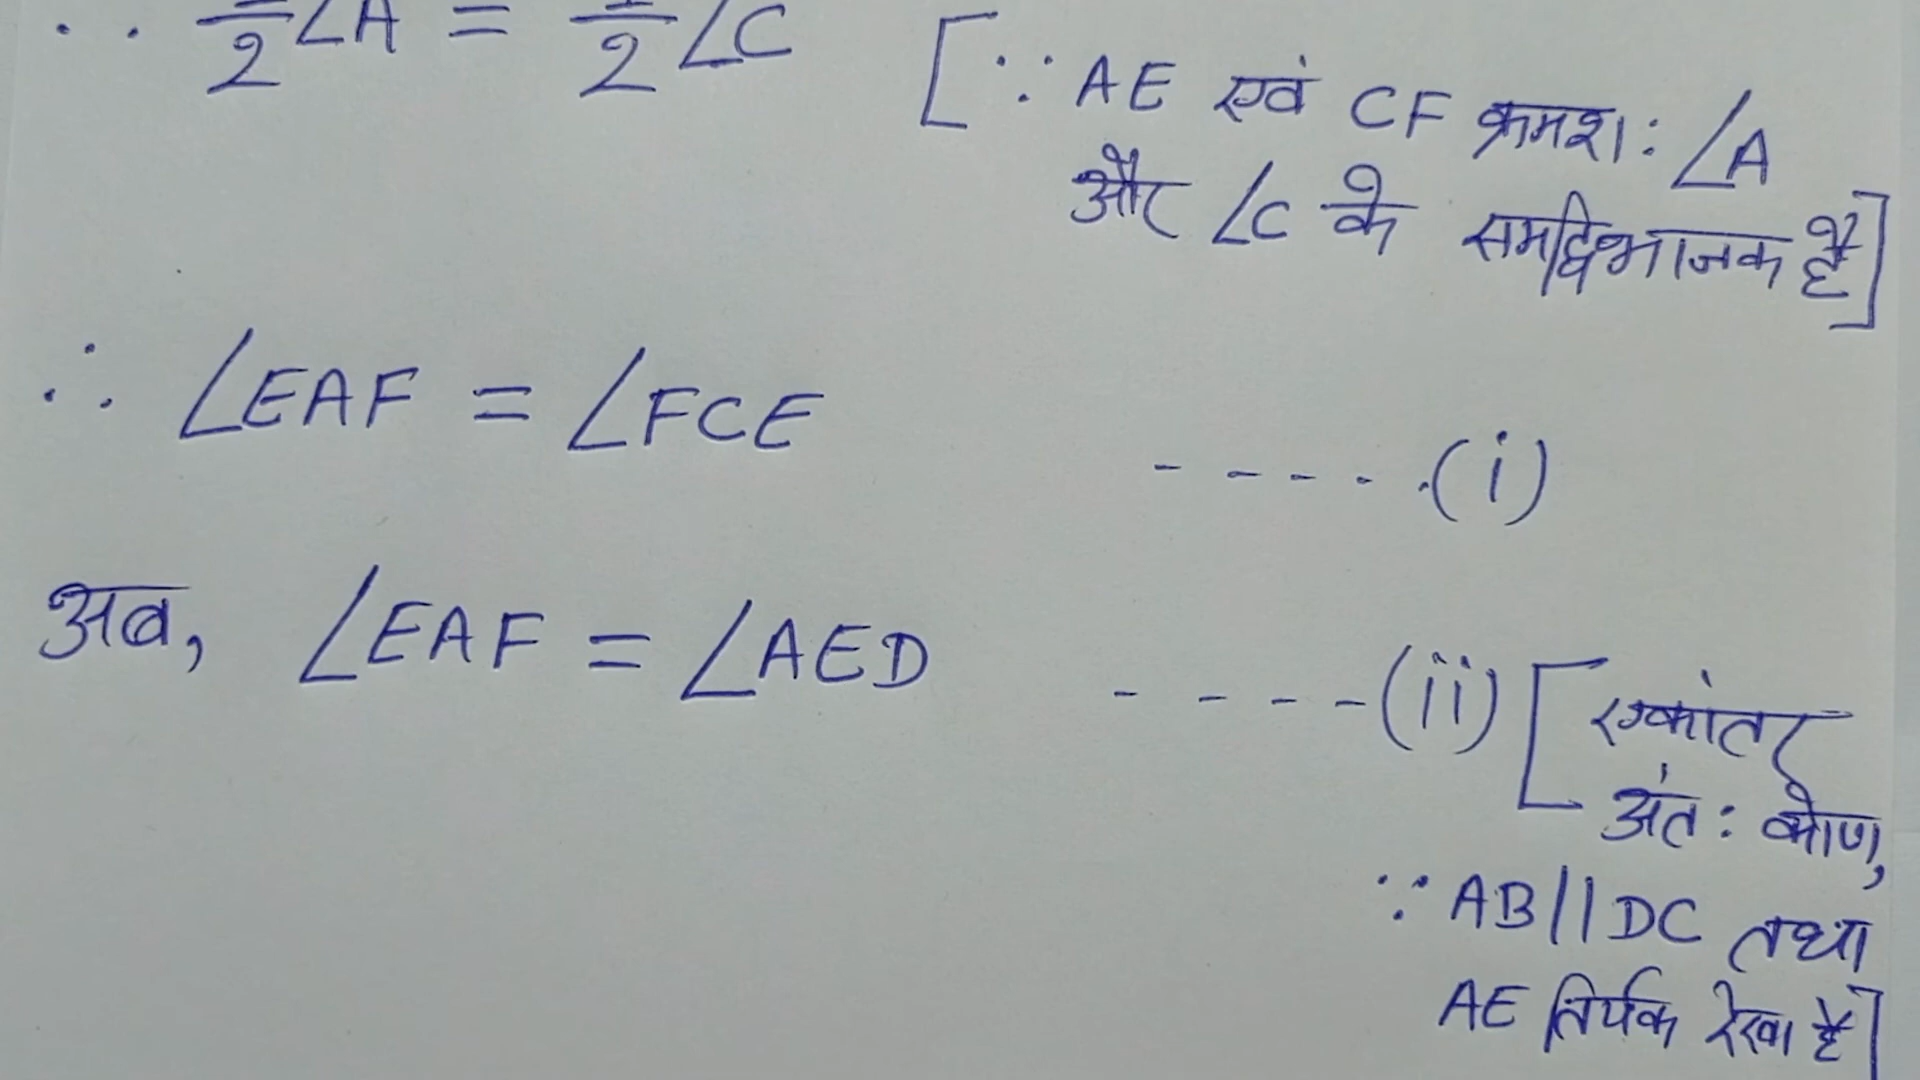 ∴ 1/2 ∠A = 1/2 ∠C [∵ AE एवं CF क्रमशः ∠A
और ∠C के समद्विभाजक है]
∴ ∠EAF = ∠FCE - - - - - (i)
अब, ∠EAF = ∠AED - - - - (ii) [एकांतर
अंतः कोण,
∵ AB || DC तथा
AE तिर्यक रेखा है]